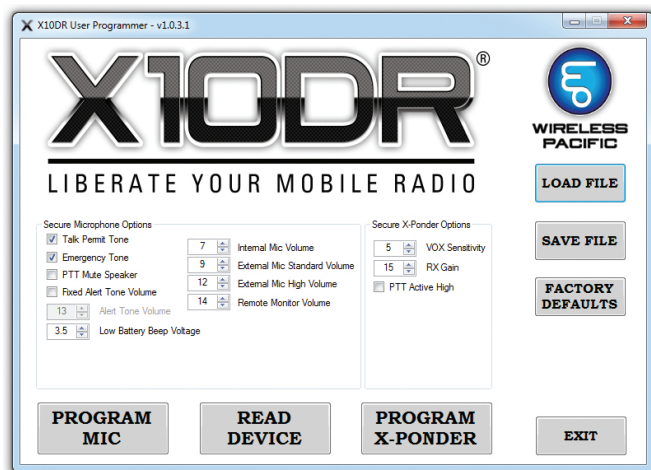 X10DR User Programmer - v1.0.3.1
X10DR®
LIBERATE YOUR MOBILE RADIO
WIRELESS
PACIFIC
LOAD FILE
SAVE FILE
FACTORY
DEFAULTS
Secure Microphone Options
Talk Permit Tone
Emergency Tone
PTT Mute Speaker
Fixed Alert Tone Volume
13 Alert Tone Volume
3.5 Low Battery Beep Voltage
7 Internal Mic Volume
9 External Mic Standard Volume
12 External Mic High Volume
14 Remote Monitor Volume
Secure X-Ponder Options
5 VOX Sensitivity
15 RX Gain
PTT Active High
PROGRAM
MIC
READ
DEVICE
PROGRAM
X-PONDER
EXIT